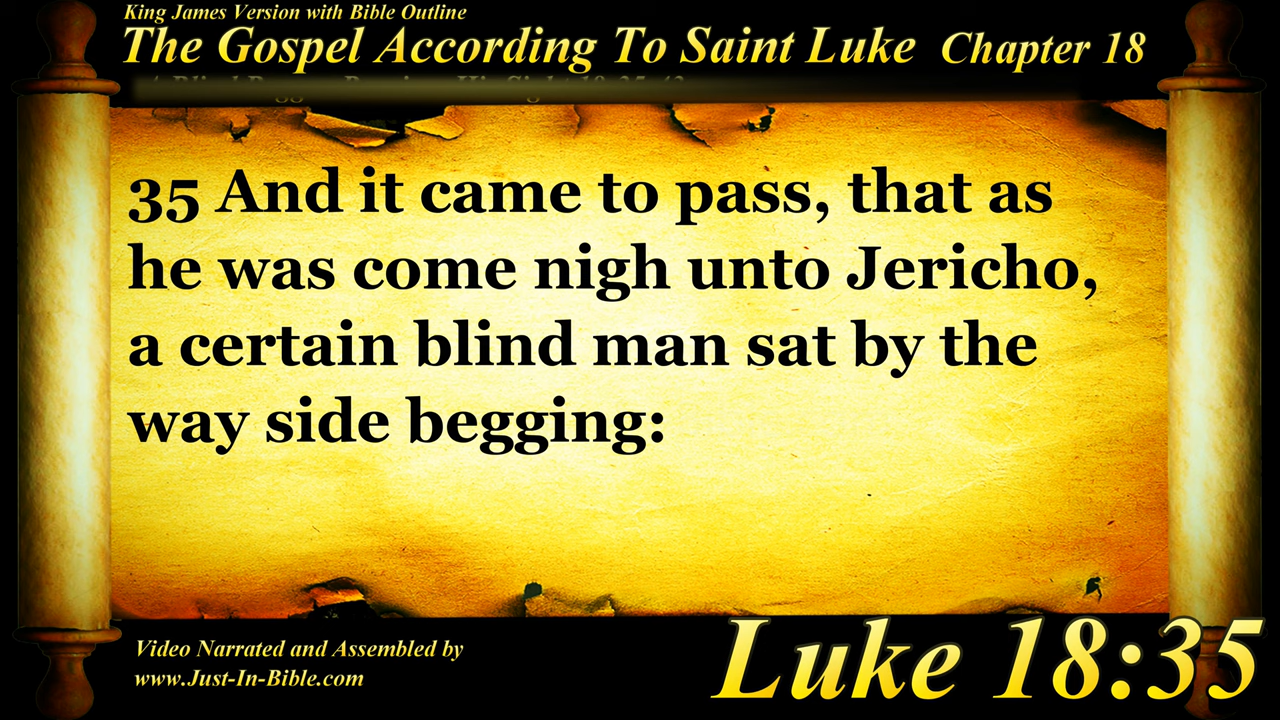 King James Version with Bible Outline
The Gospel According To Saint Luke Chapter 18
35 And it came to pass, that as
he was come nigh unto Jericho,
a certain blind man sat by the
way side begging:
Video Narrated and Assembled by
www.Just-In-Bible.com
Luke 18:35